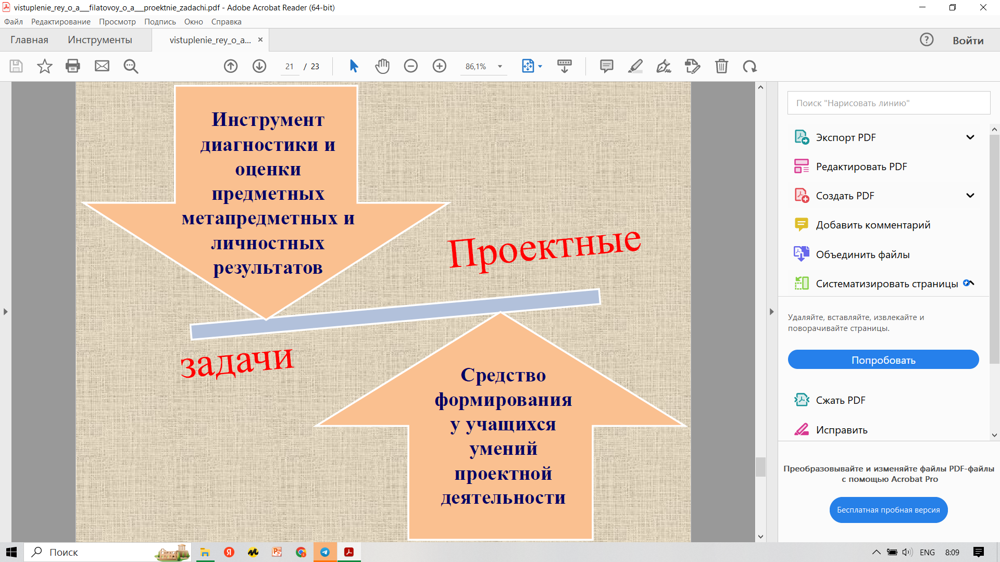 vistuplenie_rey_o_a__filatovoy_o_a__proektnie_zadachi.pdf - Adobe Acrobat Reader (64-bit)
Файл Редактирование Просмотр Подпись Окно Справка
Главная Инструменты vistuplenie_rey_o_a... × ? Войти
21 / 23 86,1%
Инструмент
диагностики и
оценки
предметных
метапредметных и
личностных
результатов
Проектные
задачи
Средство
формирования
у учащихся
умений
проектной
деятельности
Поиск "Нарисовать линию"
Экспорт PDF
Редактировать PDF
Создать PDF
Добавить комментарий
Объединить файлы
Систематизировать страницы
Удаляйте, вставляйте, извлекайте и
поворачивайте страницы.
Попробовать
Сжать PDF
Исправить
Преобразовывайте и изменяйте файлы PDF-файлы
с помощью Acrobat Pro
Бесплатная пробная версия
Поиск
ENG 8:09